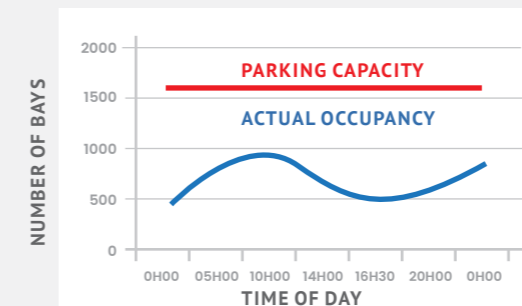 NUMBER OF BAYS
2000
1500
1000
500
0
PARKING CAPACITY
ACTUAL OCCUPANCY
0H00 05H00 10H00 14H00 16H30 20H00 0H00
TIME OF DAY